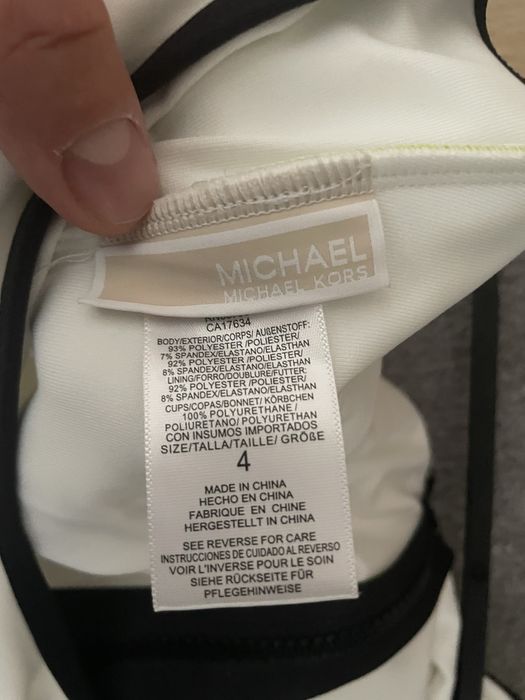 MICHAEL
MICHAEL KORS
CA17634
BODY/EXTERIOR/CORPS/ AUßENSTOFF:
93% POLYESTER /POLIESTER/
7% SPANDEX/ELASTANO/ELASTHAN
92% POLYESTER /POLIESTER/
8% SPANDEX/ELASTANO/ELASTHAN
LINING/FORRO/DOUBLURE/FUTTER:
92% POLYESTER /POLIESTER/
8% SPANDEX/ELASTANO/ELASTHAN
CUPS/COPAS/BONNET/ KÖRBCHEN
100% POLYURETHANE /
POLIURETANO/ POLYURETHAN
CON INSUMOS IMPORTADOS
SIZE/TALLA/TAILLE/ GRÖßE
4
MADE IN CHINA
HECHO EN CHINA
FABRIQUE EN CHINE
HERGESTELLT IN CHINA
SEE REVERSE FOR CARE
INSTRUCCIONES DE CUIDADO AL REVERSO
VOIR L'INVERSE POUR LE SOIN
SIEHE RÜCKSEITE FÜR
PFLEGEHINWEISE